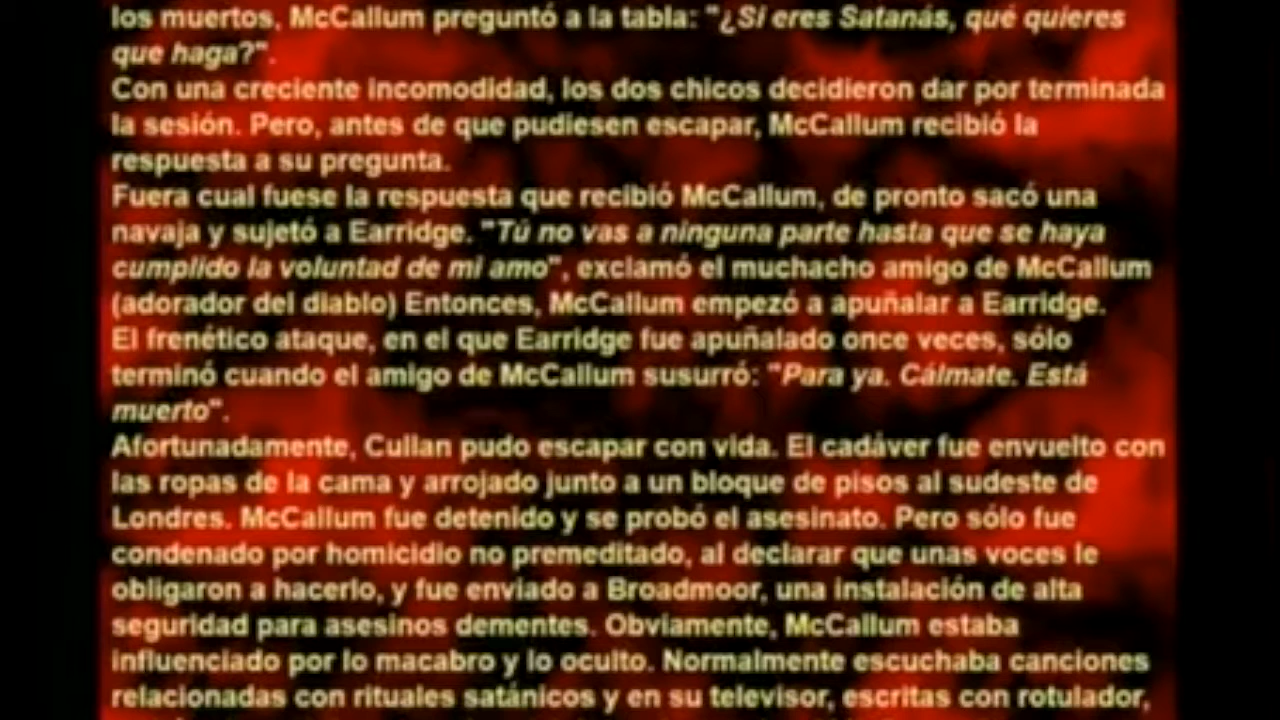 los muertos, McCallum preguntó a la tabla: "¿Si eres Satanás, qué quieres
que haga?".
Con una creciente incomodidad, los dos chicos decidieron dar por terminada
la sesión. Pero, antes de que pudiesen escapar, McCallum recibió la
respuesta a su pregunta.
Fuera cual fuese la respuesta que recibió McCallum, de pronto sacó una
navaja y sujetó a Earridge. "Tú no vas a ninguna parte hasta que se haya
cumplido la voluntad de mi amo", exclamó el muchacho amigo de McCallum
(adorador del diablo) Entonces, McCallum empezó a apuñalar a Earridge.
El frenético ataque, en el que Earridge fue apuñalado once veces, sólo
terminó cuando el amigo de McCallum susurró: "Para ya. Cálmate. Está
muerto".
Afortunadamente, Cullan pudo escapar con vida. El cadáver fue envuelto con
las ropas de la cama y arrojado junto a un bloque de pisos al sudeste de
Londres. McCallum fue detenido y se probó el asesinato. Pero sólo fue
condenado por homicidio no premeditado, al declarar que unas voces le
obligaron a hacerlo, y fue enviado a Broadmoor, una instalación de alta
seguridad para asesinos dementes. Obviamente, McCallum estaba
influenciado por lo macabro y lo oculto. Normalmente escuchaba canciones
relacionadas con rituales satánicos y en su televisor, escritas con rotulador,